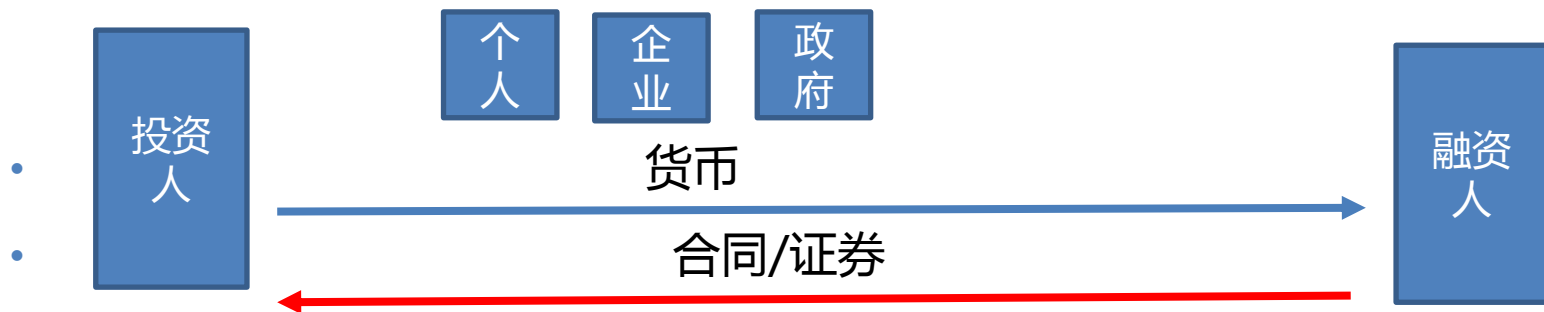 个
人
企
业
政
府
投资
人
货币
合同/证券
融资
人